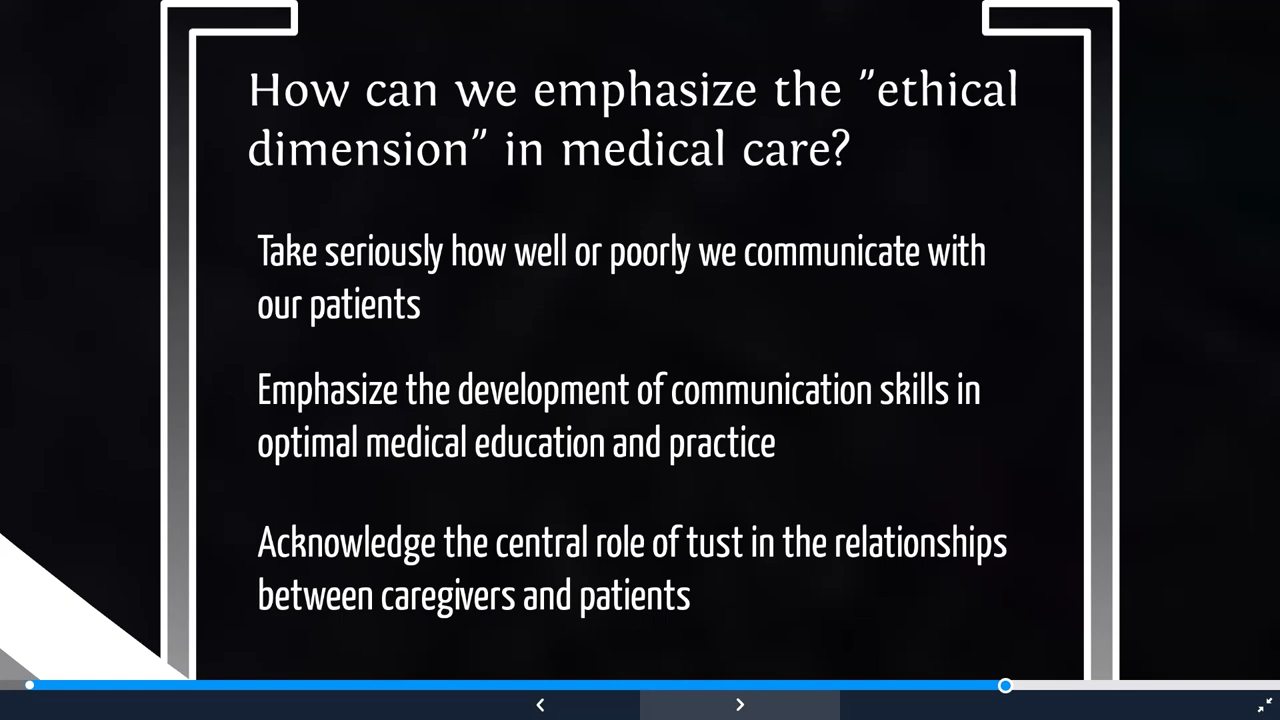 How can we emphasize the "ethical
dimension" in medical care?
Take seriously how well or poorly we communicate with
our patients
Emphasize the development of communication skills in
optimal medical education and practice
Acknowledge the central role of tust in the relationships
between caregivers and patients